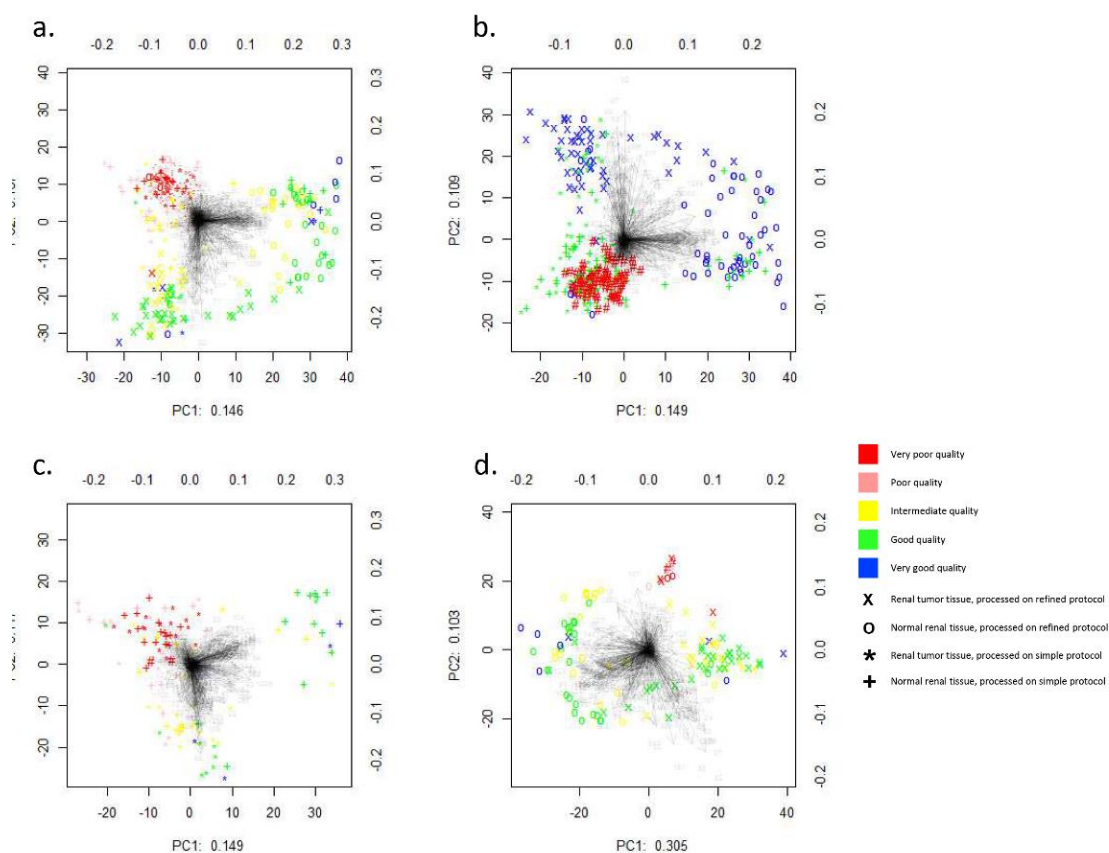 a.
-0.2 -0.1 0.0 0.1 0.2 0.3
40
30
20
10
0
-10
-20
-30
0.3
0.2
0.1
0.0
-0.1
-0.2
-30 -20 -10 0 10 20 30 40
PC1: 0.146
b.
-0.1 0.0 0.1 0.2
PC2: 0.109
40
30
20
10
0
-10
-20
0.2
0.1
0.0
-0.1
-20 -10 0 10 20 30 40
PC1: 0.149
c.
-0.2 -0.1 0.0 0.1 0.2 0.3
30
20
10
0
-10
-20
0.3
0.2
0.1
0.0
-0.1
-0.2
-20 -10 0 10 20 30
PC1: 0.149
d.
-0.2 -0.1 0.0 0.1 0.2
PC2: 0.103
40
20
0
-20
0.2
0.1
0.0
-0.1
-0.2
-20 0 20 40
PC1: 0.305
Very poor quality
Poor quality
Intermediate quality
Good quality
Very good quality
X Renal tumor tissue, processed on refined protocol
O Normal renal tissue, processed on refined protocol
* Renal tumor tissue, processed on simple protocol
+ Normal renal tissue, processed on simple protocol